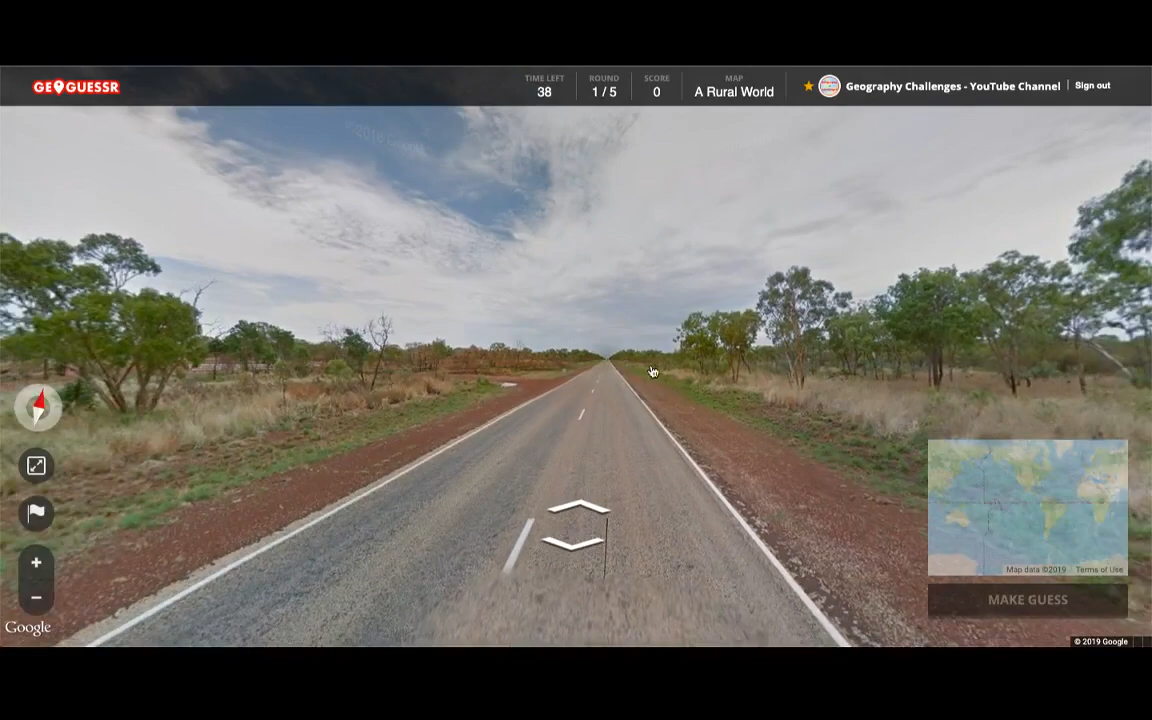 GEOGUESSR
TIME LEFT
38
ROUND
1 / 5
SCORE
0
MAP
A Rural World
Geography Challenges - YouTube Channel
Sign out
Map data ©2019 Terms of Use
MAKE GUESS
Google
© 2019 Google